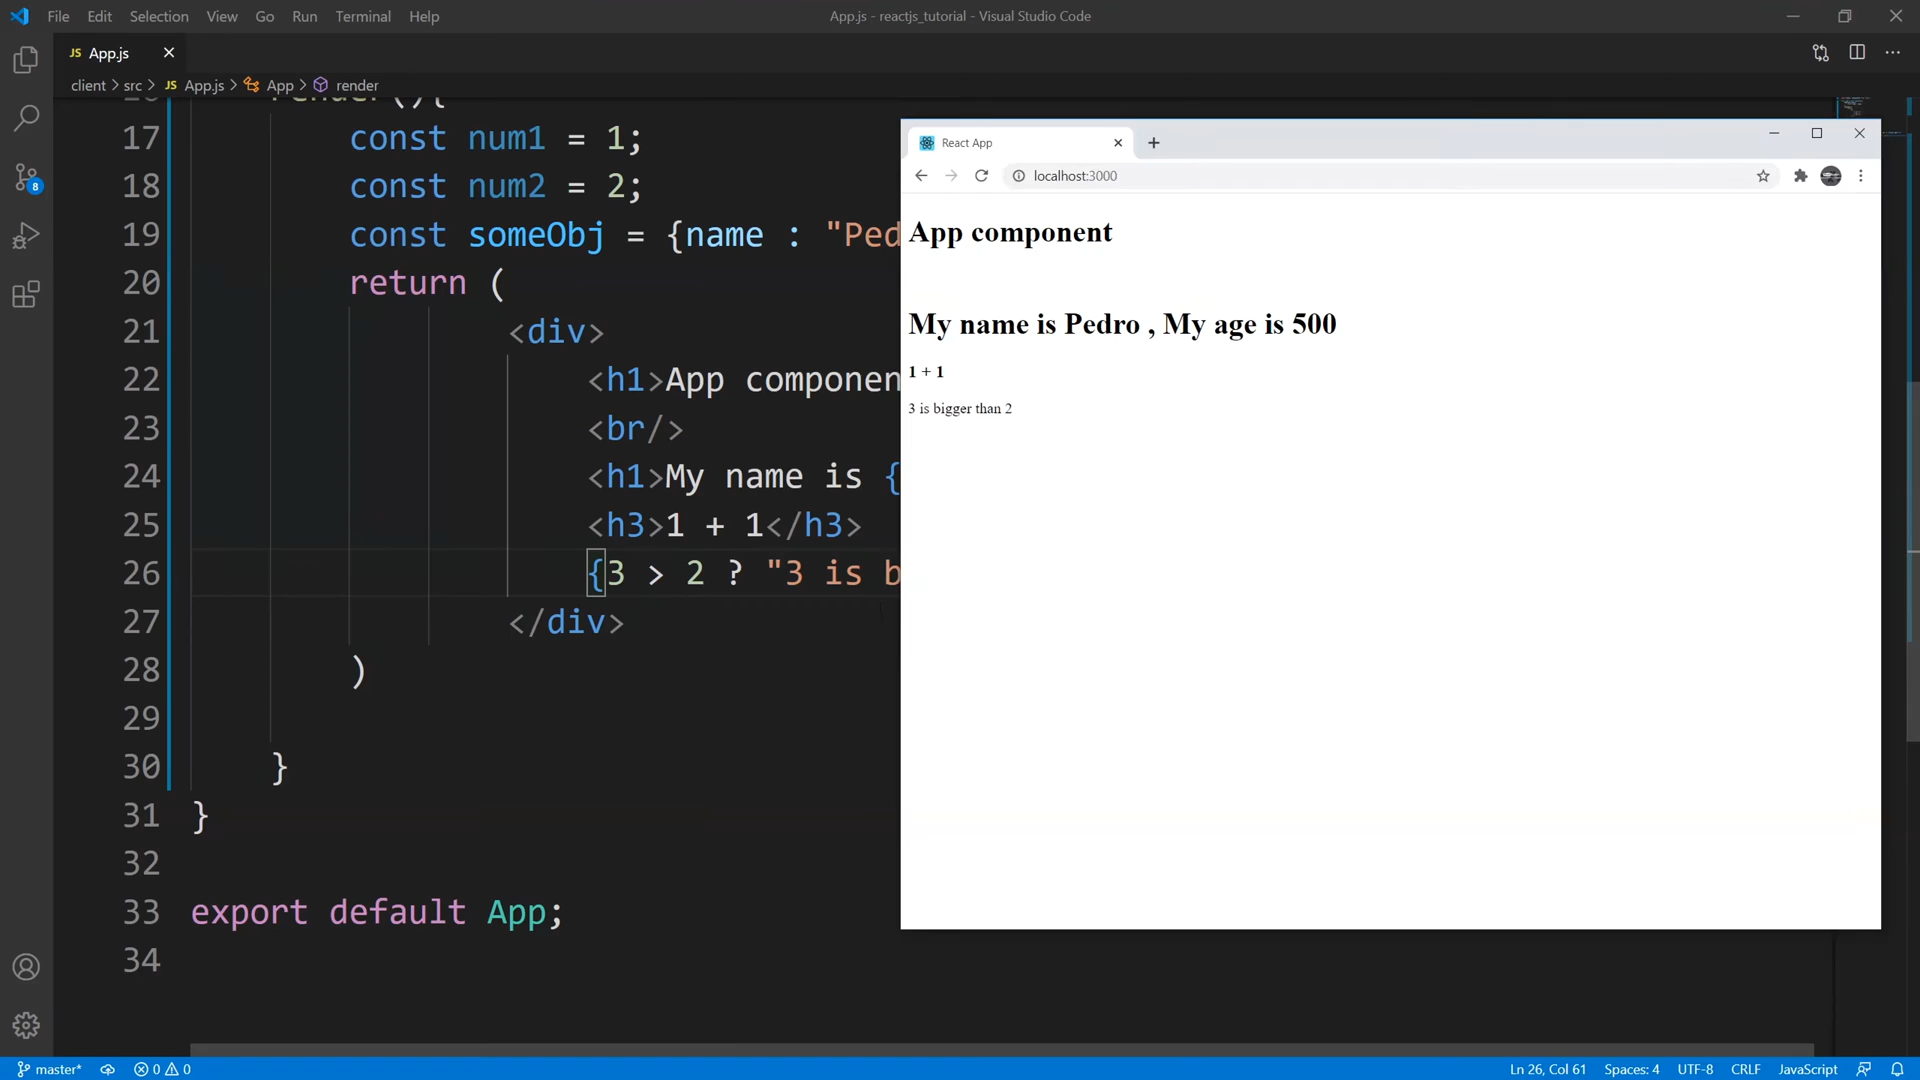 File Edit Selection View Go Run Terminal Help
App.js - reactjs_tutorial - Visual Studio Code
JS App.js
client > src > JS App.js > App > render
8
render(){
17 const num1 = 1;
18 const num2 = 2;
19 const someObj = {name : "Ped
20 return (
21 <div>
22 <h1>App componen
23 <br/>
24 <h1>My name is {
25 <h3>1 + 1</h3>
26 {3 > 2 ? "3 is b
27 </div>
28 )
29
30 }
31 }
32
33 export default App;
34
React App
localhost:3000
App component
My name is Pedro , My age is 500
1 + 1
3 is bigger than 2
master* 0 0 Ln 26, Col 61 Spaces: 4 UTF-8 CRLF JavaScript